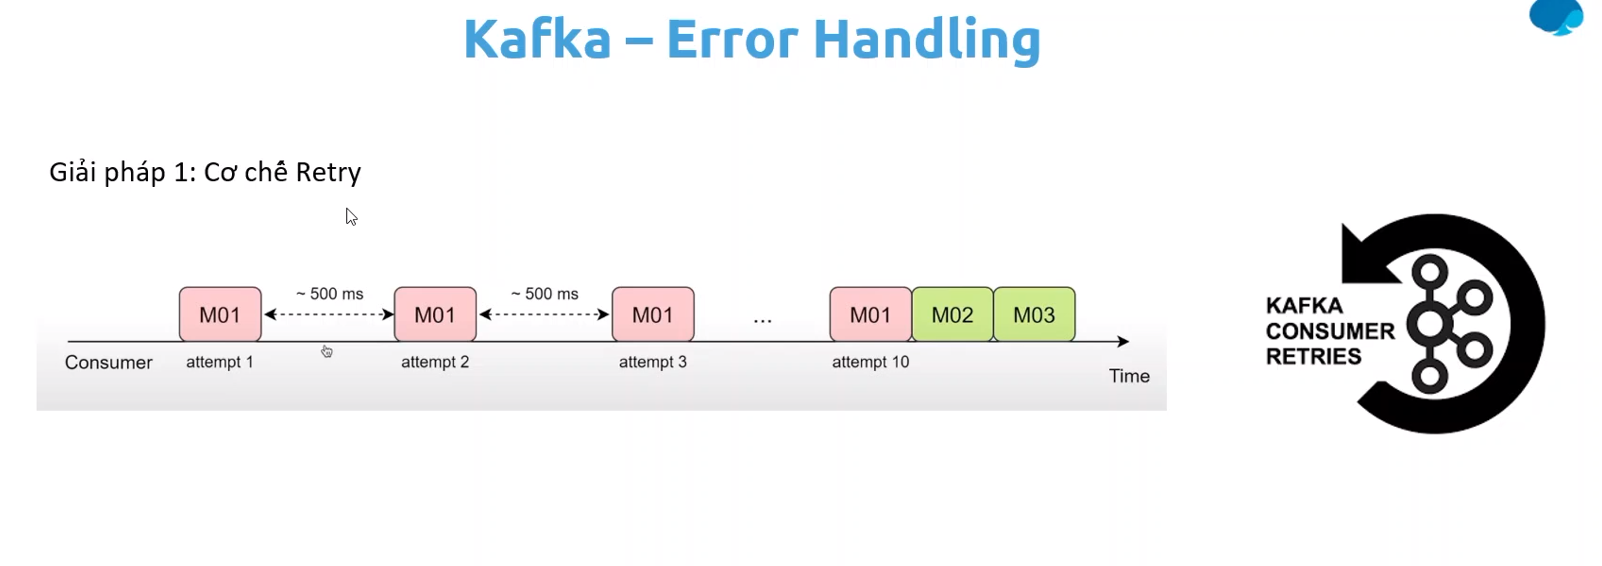 Kafka – Error Handling
Giải pháp 1: Cơ chế Retry
~ 500 ms
~ 500 ms
M01
M01
M01
...
M01
M02
M03
Consumer
attempt 1
attempt 2
attempt 3
attempt 10
Time
KAFKA
CONSUMER
RETRIES